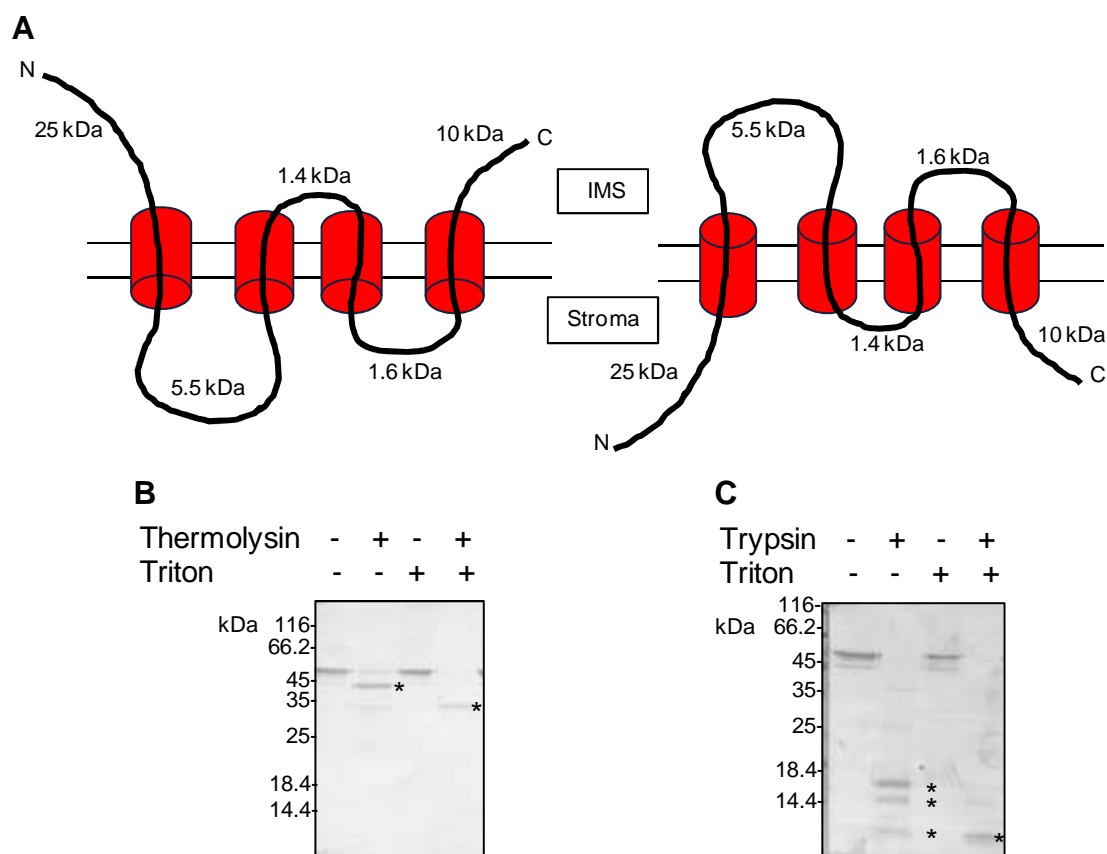 A
N
25 kDa
5.5 kDa
1.4 kDa
1.6 kDa
10 kDa
C
IMS
Stroma
5.5 kDa
1.6 kDa
1.4 kDa
25 kDa
10 kDa
N
C
B
Thermolysin - + - +
Triton - - + +
kDa 116-
66.2-
45-
35-
25-
18.4-
14.4-
*
*
C
Trypsin - + - +
Triton - - + +
kDa 116-
66.2-
45-
35-
25-
18.4-
14.4-
*
*
*
*